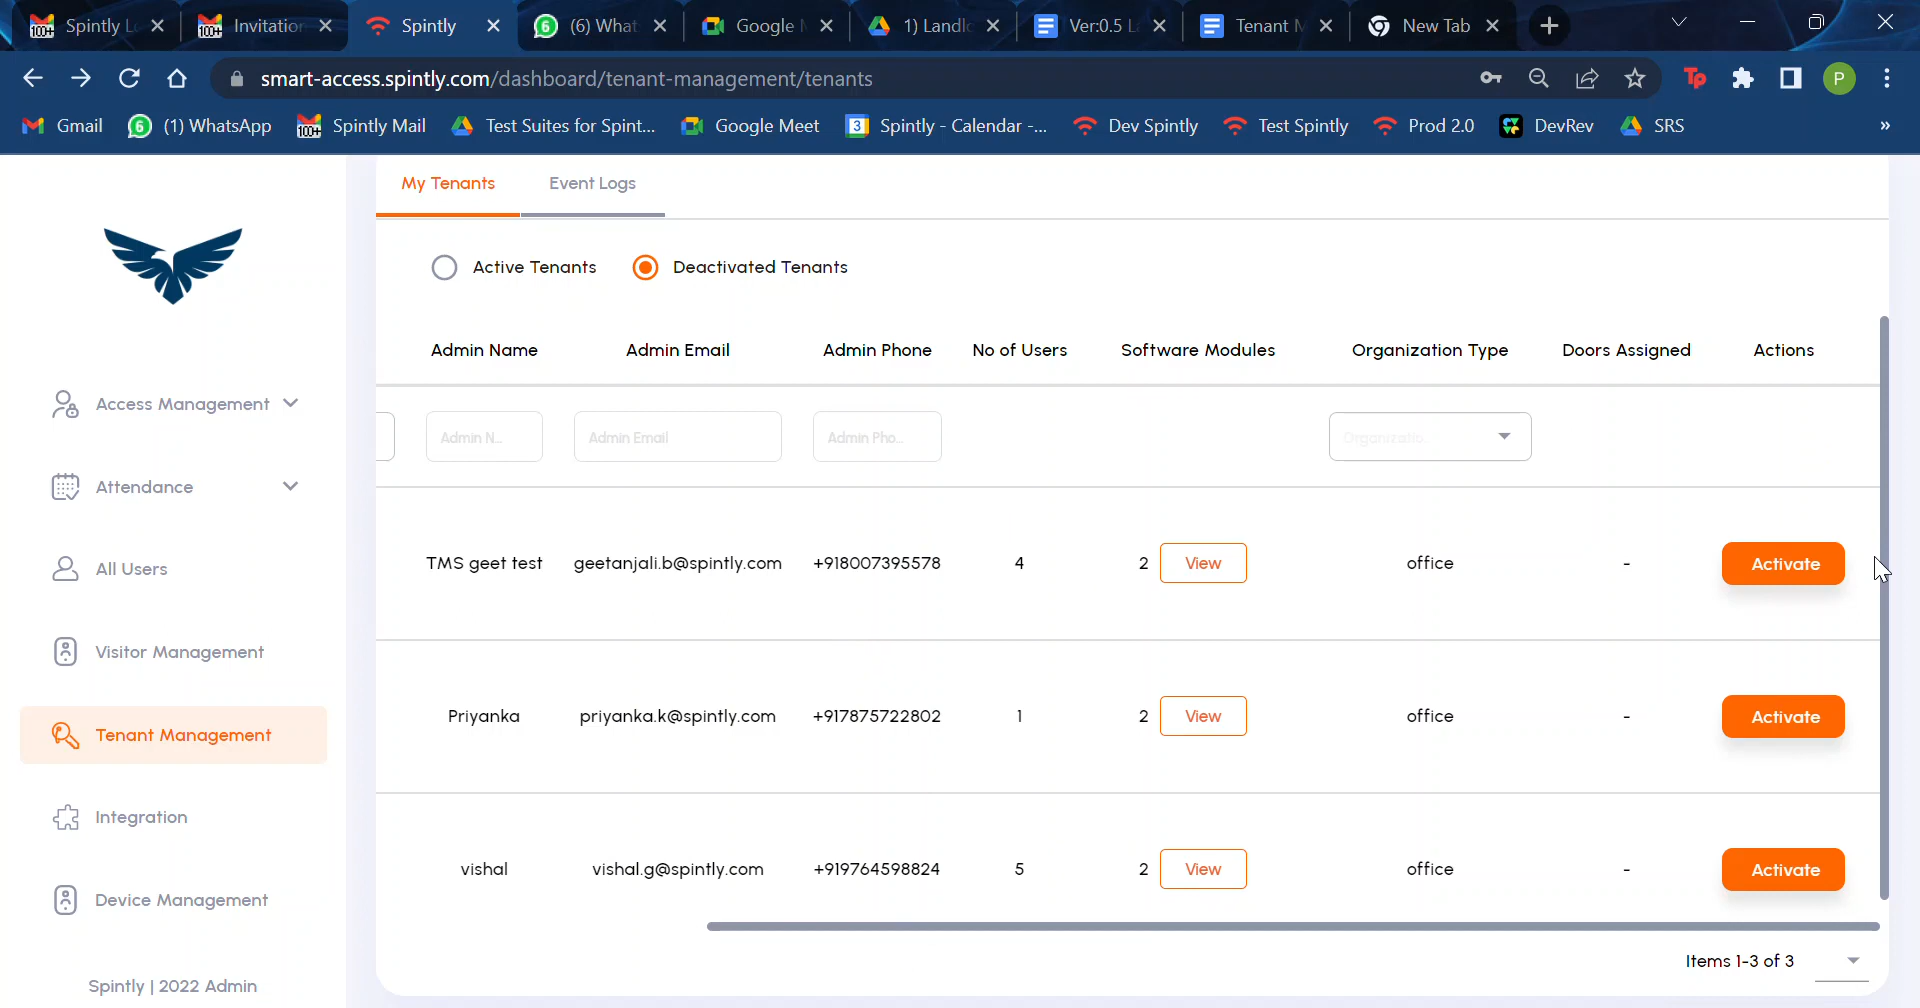 Spintly L
Invitation
Spintly
(6) What
Google
1) Landlo
Ver:0.5 L
Tenant M
New Tab
smart-access.spintly.com/dashboard/tenant-management/tenants
Tp
P
Gmail
6 (1) WhatsApp
100+ Spintly Mail
Test Suites for Spint...
Google Meet
3 Spintly - Calendar -...
Dev Spintly
Test Spintly
Prod 2.0
DevRev
SRS
»
My Tenants
Event Logs
Active Tenants
Deactivated Tenants
Admin Name
Admin Email
Admin Phone
No of Users
Software Modules
Organization Type
Doors Assigned
Actions
Admin N...
Admin Email
Admin Pho...
Organizatio...
TMS geet test
geetanjali.b@spintly.com
+918007395578
4
2
View
office
-
Activate
Priyanka
priyanka.k@spintly.com
+917875722802
1
2
View
office
-
Activate
vishal
vishal.g@spintly.com
+919764598824
5
2
View
office
-
Activate
Items 1-3 of 3
Access Management
Attendance
All Users
Visitor Management
Tenant Management
Integration
Device Management
Spintly | 2022 Admin